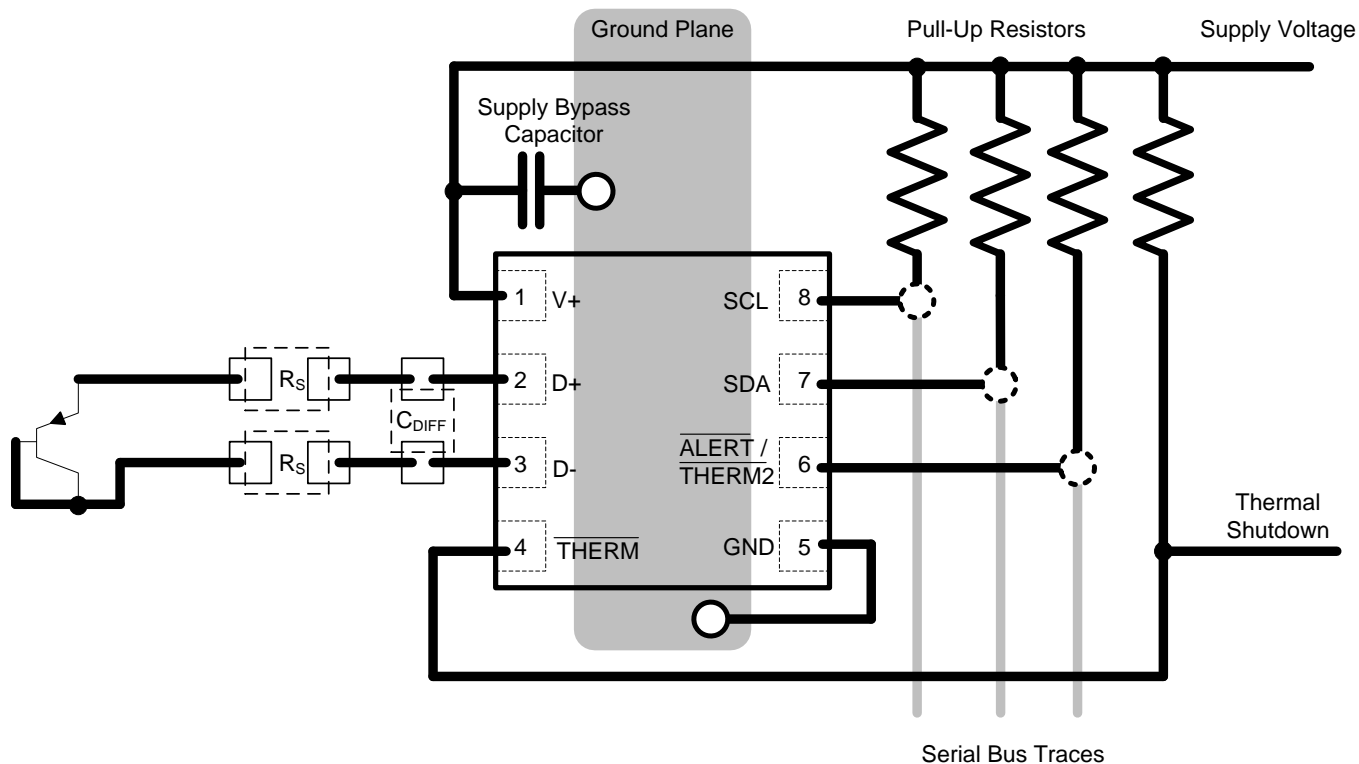 Ground Plane
Pull-Up Resistors
Supply Voltage
Supply Bypass
Capacitor
1
V+
SCL
8
RS
2
D+
SDA
7
CDIFF
RS
3
D-
ALERT /
THERM2
6
4
THERM
GND
5
Thermal
Shutdown
Serial Bus Traces